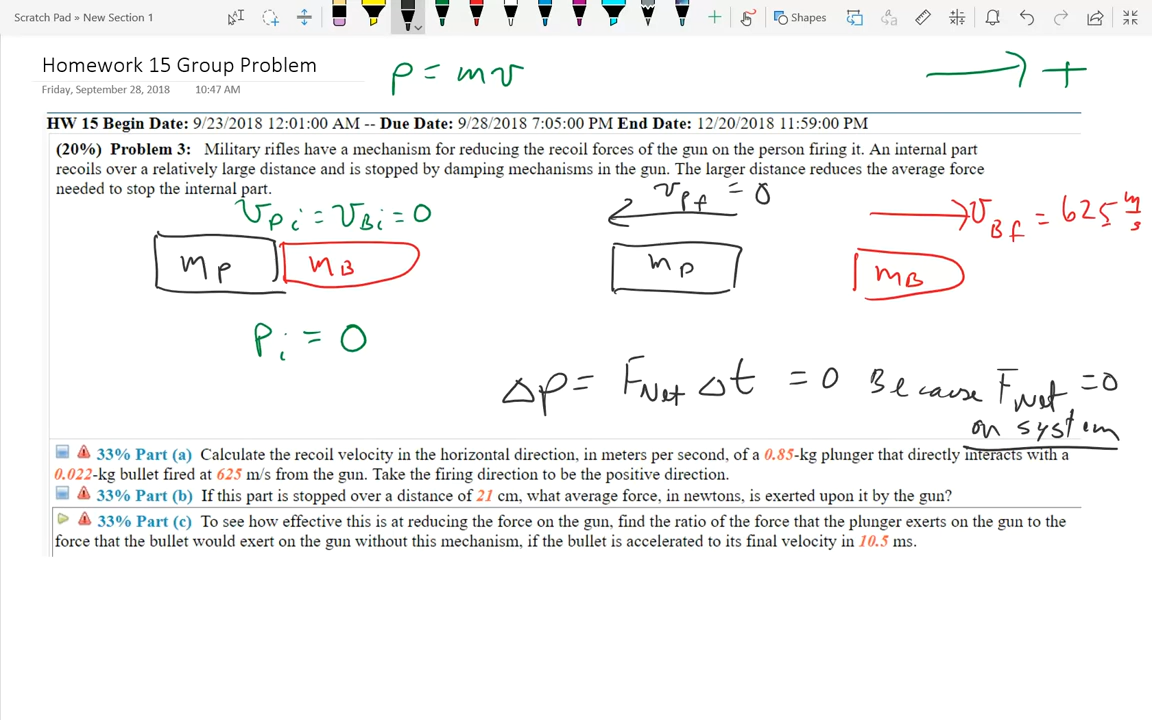 Scratch Pad » New Section 1
Shapes
Homework 15 Group Problem
Friday, September 28, 2018 10:47 AM
p = mv
+
HW 15 Begin Date: 9/23/2018 12:01:00 AM -- Due Date: 9/28/2018 7:05:00 PM End Date: 12/20/2018 11:59:00 PM
(20%) Problem 3: Military rifles have a mechanism for reducing the recoil forces of the gun on the person firing it. An internal part
recoils over a relatively large distance and is stopped by damping mechanisms in the gun. The larger distance reduces the average force
needed to stop the internal part.
v_Pi = v_Bi = 0
v_Pf = 0
v_Bf = 625 m/s
m_P
m_B
m_P
m_B
P_i = 0
Δp = F_Net Δt = 0 Because F_Net = 0
on system
33% Part (a) Calculate the recoil velocity in the horizontal direction, in meters per second, of a 0.85-kg plunger that directly interacts with a
0.022-kg bullet fired at 625 m/s from the gun. Take the firing direction to be the positive direction.
33% Part (b) If this part is stopped over a distance of 21 cm, what average force, in newtons, is exerted upon it by the gun?
33% Part (c) To see how effective this is at reducing the force on the gun, find the ratio of the force that the plunger exerts on the gun to the
force that the bullet would exert on the gun without this mechanism, if the bullet is accelerated to its final velocity in 10.5 ms.